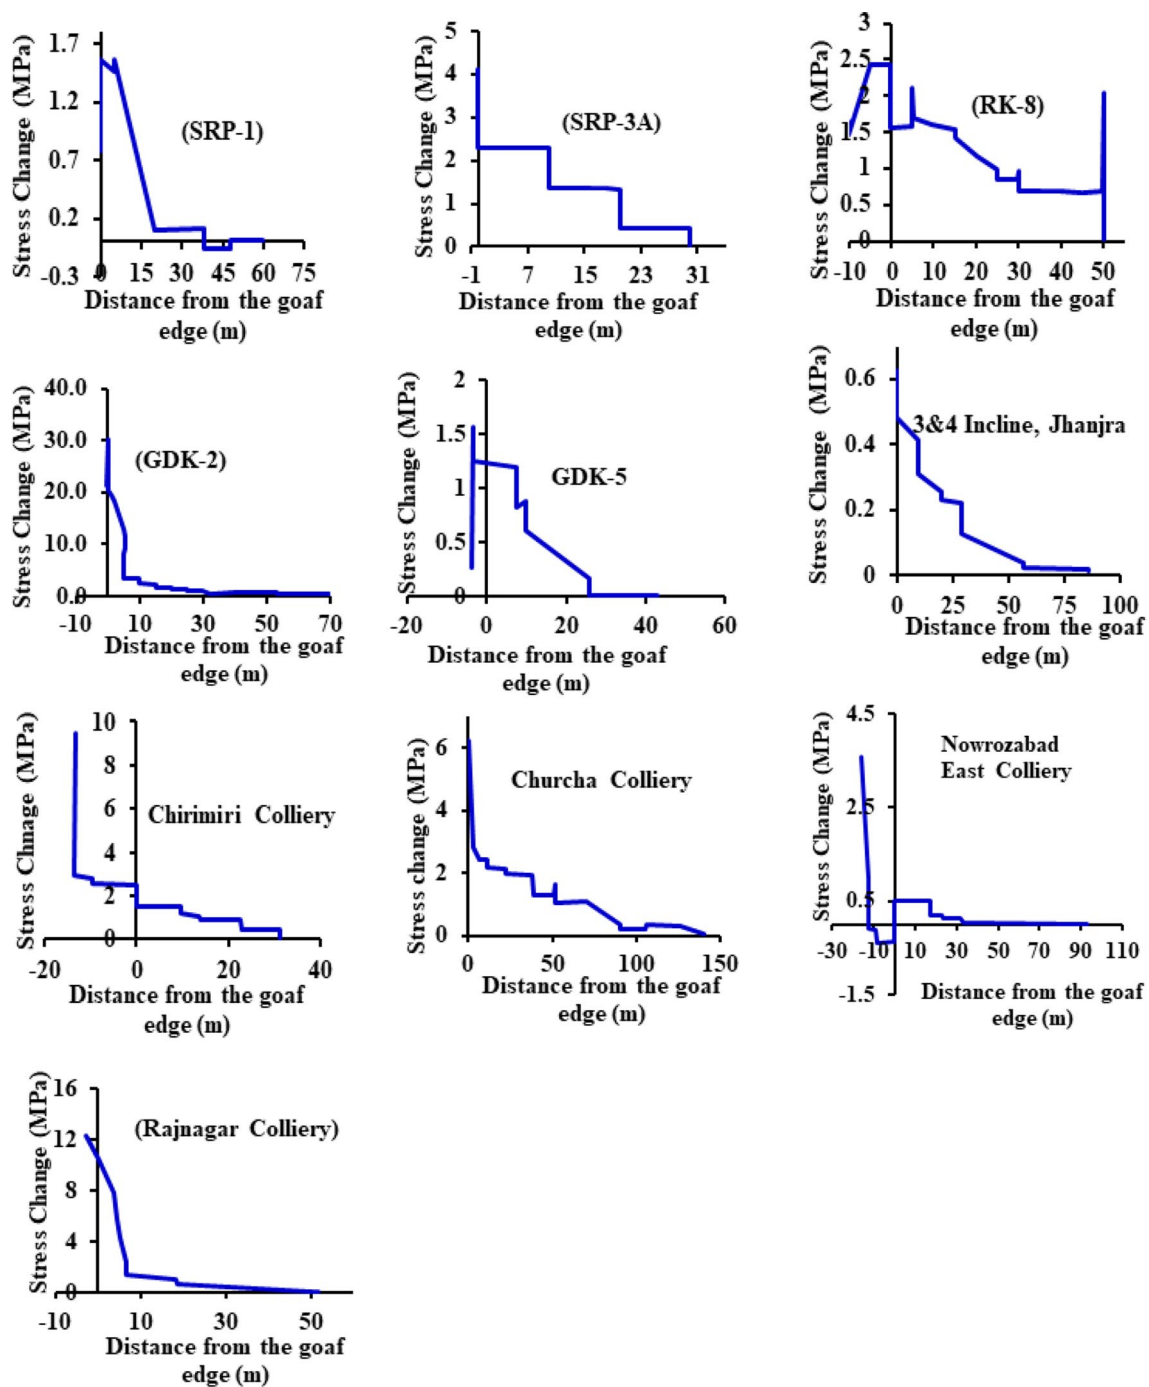 Stress Change (MPa)
1.7
1.2
0.7
0.2
-0.3
(SRP-1)
0 15 30 45 60 75
Distance from the goaf
edge (m)
Stress Change (MPa)
5
4
3
2
1
0
(SRP-3A)
-1 7 15 23 31
Distance from the goaf
edge (m)
Stress Change (MPa)
3
2.5
2
1.5
1
0.5
0
(RK-8)
-10 0 10 20 30 40 50
Distance from the goaf
edge (m)
Stress Change (MPa)
40.0
30.0
20.0
10.0
0.0
(GDK-2)
-10 10 30 50 70
Distance from the goaf
edge (m)
Stress Change (MPa)
2
1.5
1
0.5
0
GDK-5
-20 0 20 40 60
Distance from the goaf
edge (m)
Stress Change (MPa)
0.6
0.4
0.2
0
3&4 Incline, Jhanjra
0 25 50 75 100
Distance from the goaf
edge (m)
Stress Chnage (MPa)
10
8
6
4
2
0
Chirimiri Colliery
-20 0 20 40
Distance from the goaf
edge (m)
Stress change (MPa)
6
4
2
0
Churcha Colliery
0 50 100 150
Distance from the goaf
edge (m)
Stress Change (MPa)
4.5
2.5
0.5
-1.5
Nowrozabad
East Colliery
-30 -10 10 30 50 70 90 110
Distance from the goaf
edge (m)
Stress Change (MPa)
16
12
8
4
0
(Rajnagar Colliery)
-10 10 30 50
Distance from the goaf
edge (m)